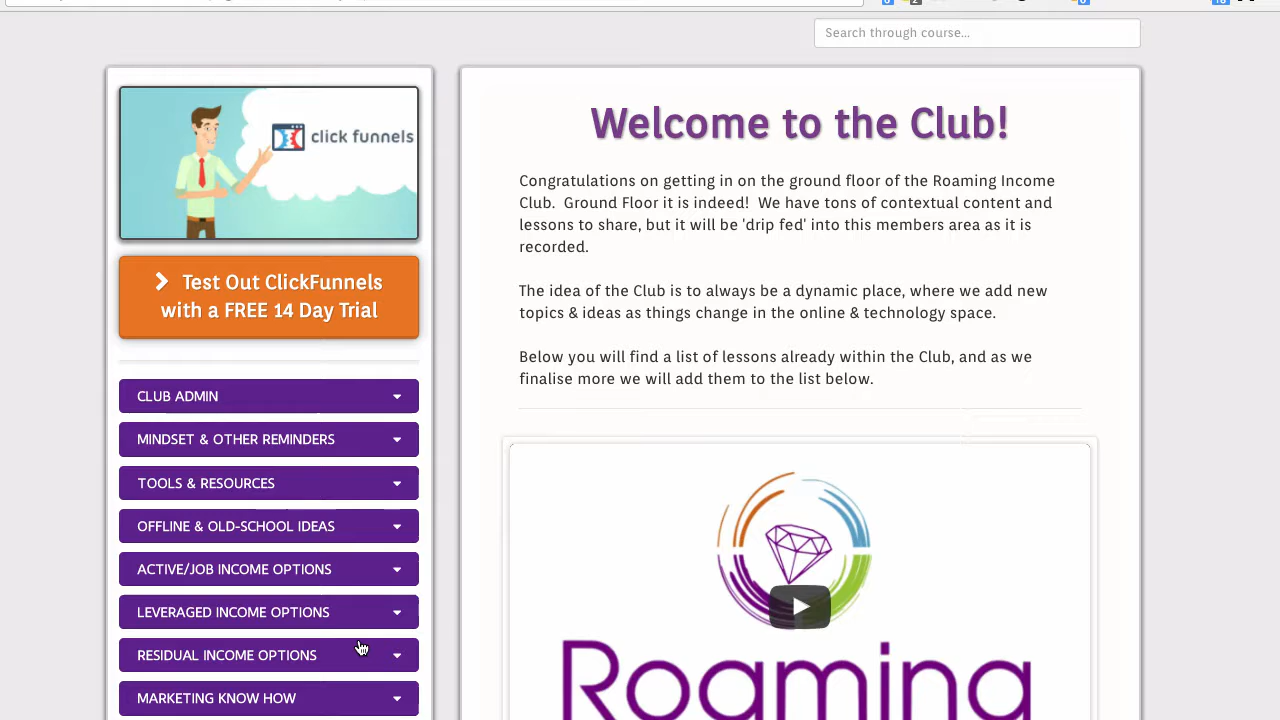 Search through course...
click funnels
Test Out ClickFunnels
with a FREE 14 Day Trial
CLUB ADMIN
MINDSET & OTHER REMINDERS
TOOLS & RESOURCES
OFFLINE & OLD-SCHOOL IDEAS
ACTIVE/JOB INCOME OPTIONS
LEVERAGED INCOME OPTIONS
RESIDUAL INCOME OPTIONS
MARKETING KNOW HOW
Welcome to the Club!
Congratulations on getting in on the ground floor of the Roaming Income
Club. Ground Floor it is indeed! We have tons of contextual content and
lessons to share, but it will be 'drip fed' into this members area as it is
recorded.
The idea of the Club is to always be a dynamic place, where we add new
topics & ideas as things change in the online & technology space.
Below you will find a list of lessons already within the Club, and as we
finalise more we will add them to the list below.
Roaming